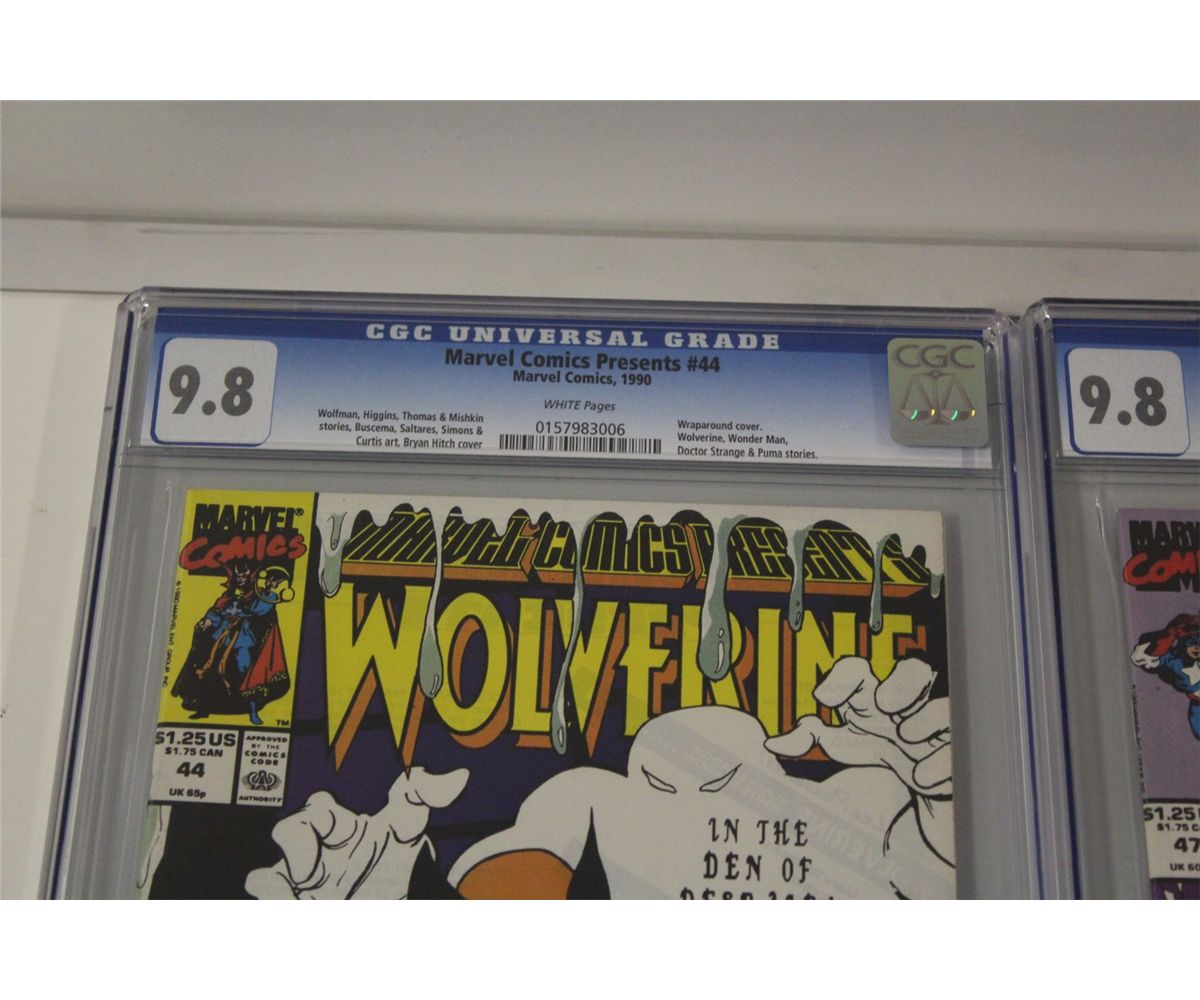 CGC UNIVERSAL GRADE
9.8
Marvel Comics Presents #44
Marvel Comics, 1990
WHITE Pages
Wolfman, Higgins, Thomas & Mishkin
stories, Buscema, Saltares, Simons &
Curtis art, Bryan Hitch cover
0157983006
Wraparound cover.
Wolverine, Wonder Man,
Doctor Strange & Puma stories.
CGC
MARVEL®
COMICS
MARVEL COMICS PRESENTS
WOLVERINE
TM
$1.25 US
$1.75 CAN
44
UK 65p
APPROVED
BY THE
COMICS
CODE
AUTHORITY
IN THE
DEN OF
9.8
47